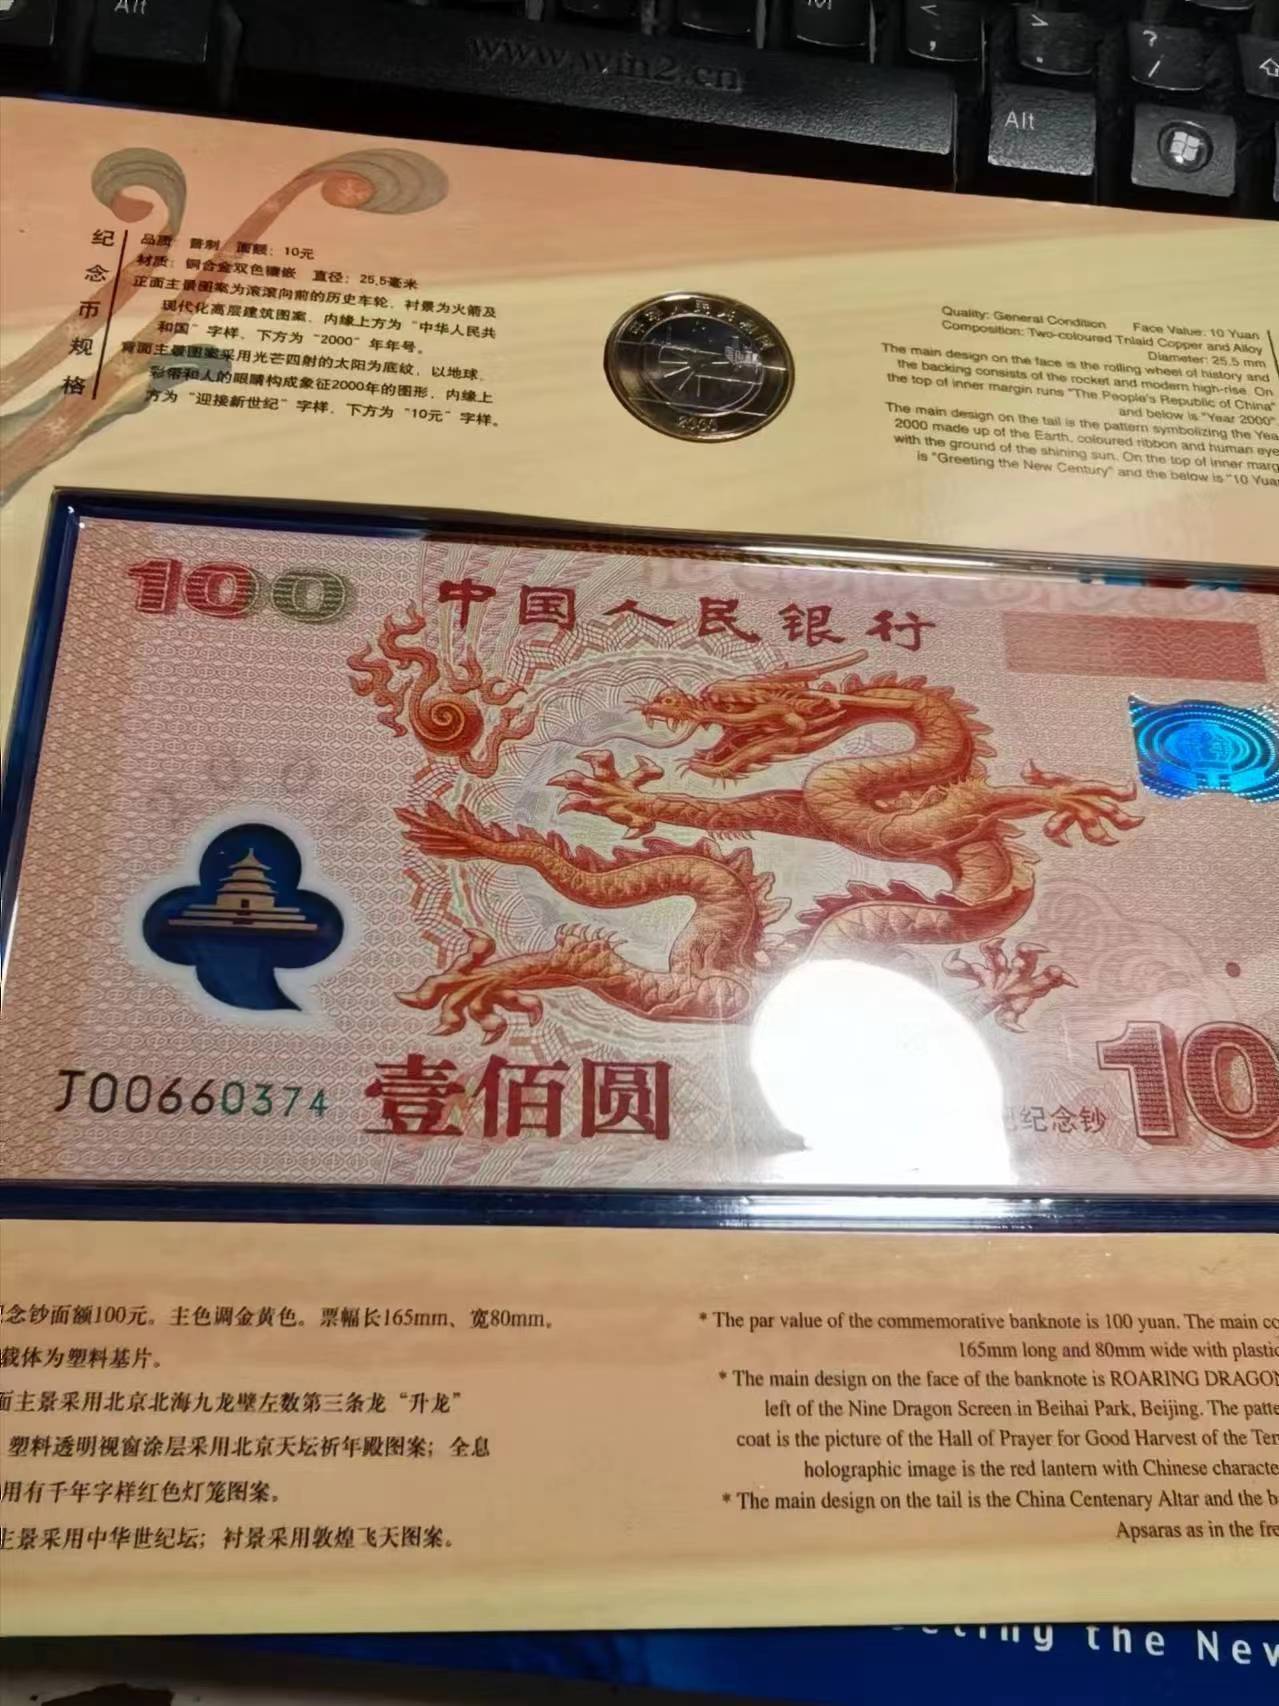 Alt
M
<
,
>
.
?
/
www.win2.cn
Alt
纪念币规格
品质：普制 面额：10元
材质：铜合金双色镶嵌 直径：25.5毫米
正面主景图案为滚滚向前的历史车轮，衬景为火箭及
现代化高层建筑图案，内缘上方为“中华人民共
和国”字样，下方为“2000”年年号。
背面主景图案采用光芒四射的太阳为底纹，以地球，
彩带和人的眼睛构成象征2000年的图形，内缘上
方为“迎接新世纪”字样，下方为“10元”字样。
中华人民共和国
2000
Quality: General Condition Face Value: 10 Yuan
Composition: Two-coloured Tnlaid Copper and Alloy
Diameter: 25.5 mm
The main design on the face is the rolling wheel of history and
the backing consists of the rocket and modern high-rise. On
the top of inner margin runs "The People's Republic of China"
and below is "Year 2000".
The main design on the tail is the pattern symbolizing the Yea
2000 made up of the Earth, coloured ribbon and human eye
with the ground of the shining sun. On the top of inner marg
is "Greeting the New Century" and the below is "10 Yuan
100
中国人民银行
J00660374
壹佰圆
纪纪念钞
10
念钞面额100元。主色调金黄色。票幅长165mm、宽80mm。
载体为塑料基片。
面主景采用北京北海九龙壁左数第三条龙“升龙”
塑料透明视窗涂层采用北京天坛祈年殿图案；全息
用有千年字样红色灯笼图案。
主景采用中华世纪坛；衬景采用敦煌飞天图案。
* The par value of the commemorative banknote is 100 yuan. The main co
165mm long and 80mm wide with plastic
* The main design on the face of the banknote is ROARING DRAGON
left of the Nine Dragon Screen in Beihai Park, Beijing. The patte
coat is the picture of the Hall of Prayer for Good Harvest of the Tem
holographic image is the red lantern with Chinese characte
* The main design on the tail is the China Centenary Altar and the b
Apsaras as in the fre
eting the New